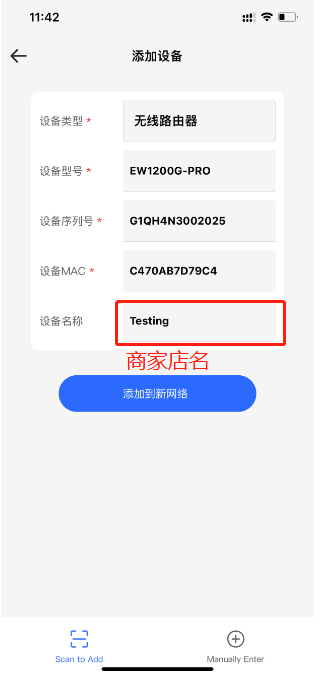 11:42
添加设备
设备类型 * 无线路由器
设备型号 * EW1200G-PRO
设备序列号 * G1QH4N3002025
设备MAC * C470AB7D79C4
设备名称 Testing
商家店名
添加到新网络
Scan to Add Manually Enter